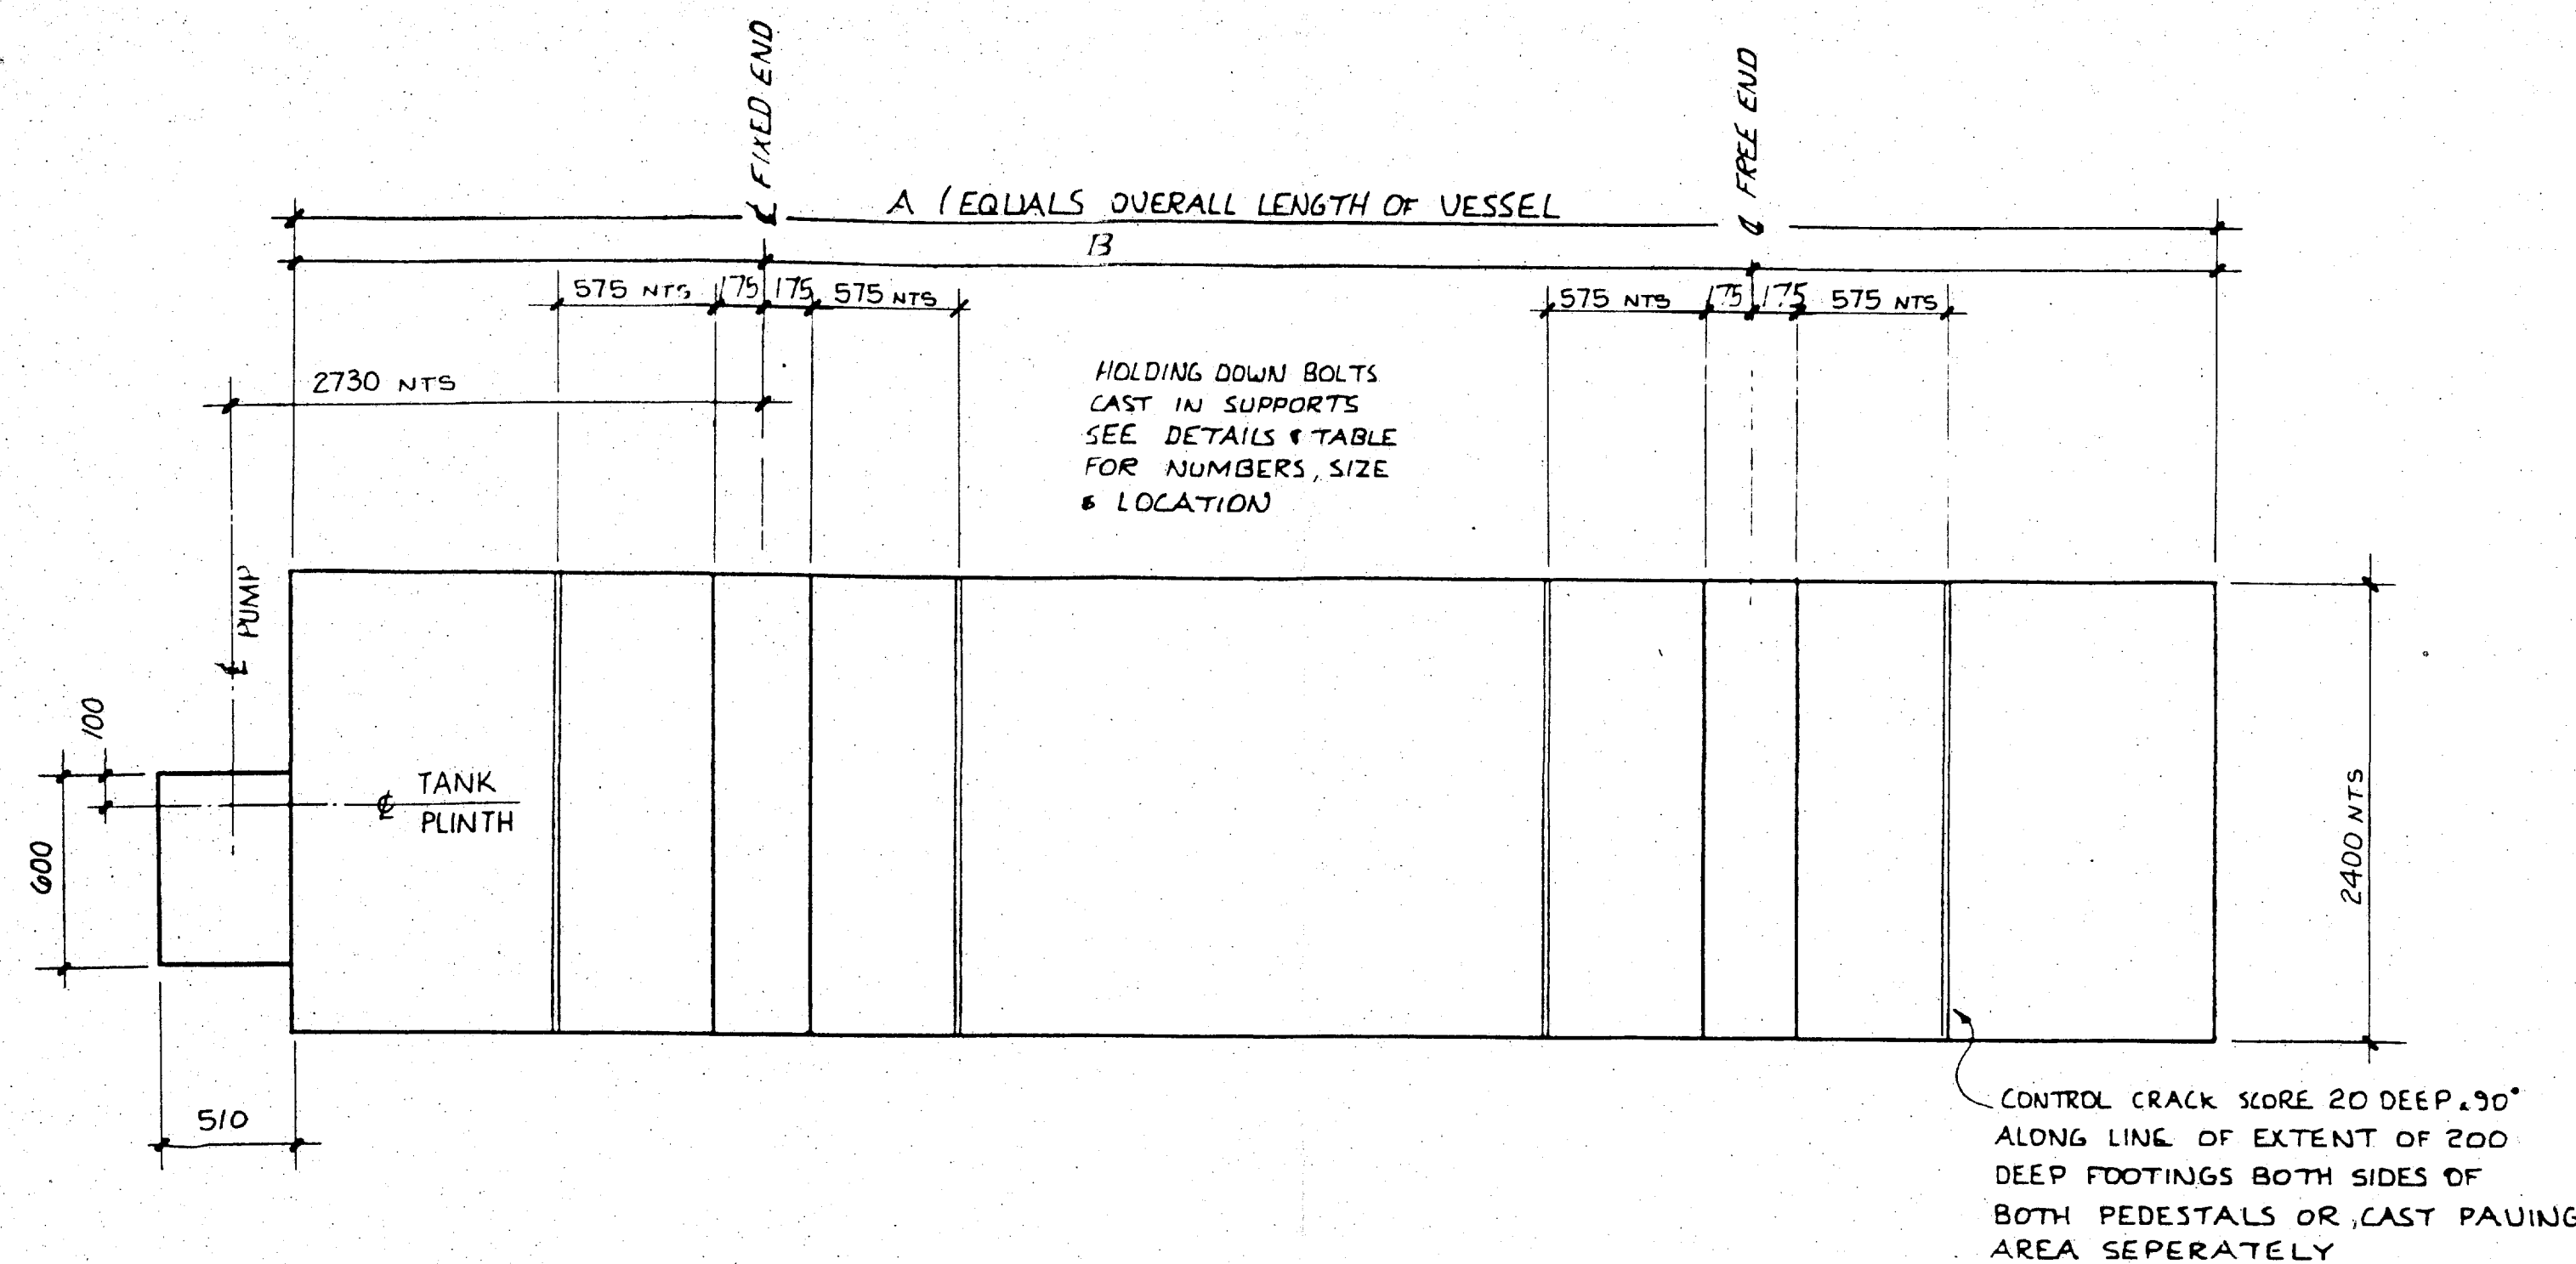 ℄ FIXED END
℄ FREE END
A (EQUALS OVERALL LENGTH OF VESSEL
B
575 NTS 175 175 575 NTS
575 NTS 175 175 575 NTS
2730 NTS
HOLDING DOWN BOLTS
CAST IN SUPPORTS
SEE DETAILS & TABLE
FOR NUMBERS, SIZE
& LOCATION
℄ PUMP
100
600
℄ TANK
PLINTH
510
2400 NTS
CONTROL CRACK SCORE 20 DEEP & 90°
ALONG LINE OF EXTENT OF 200
DEEP FOOTINGS BOTH SIDES OF
BOTH PEDESTALS OR, CAST PAVING
AREA SEPERATELY